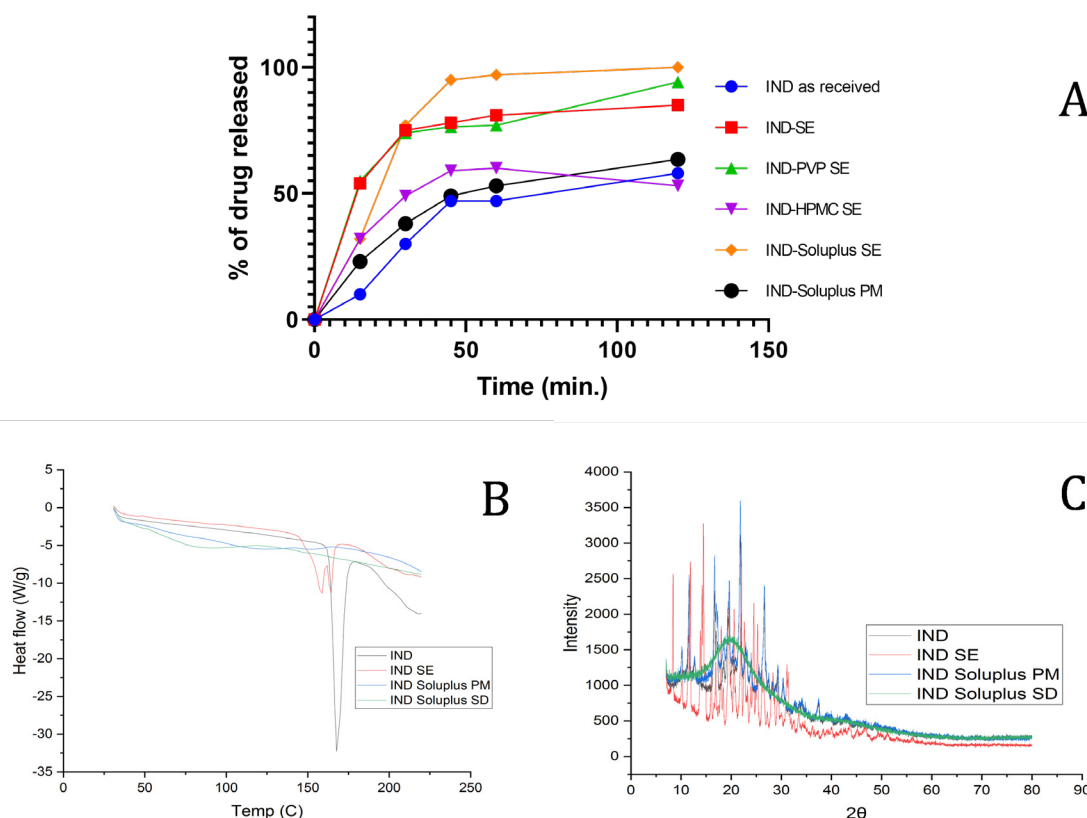 A
% of drug released
100
50
0
0
50
100
150
Time (min.)
IND as received
IND-SE
IND-PVP SE
IND-HPMC SE
IND-Soluplus SE
IND-Soluplus PM
B
Heat flow (W/g)
5
0
-5
-10
-15
-20
-25
-30
-35
0
50
100
150
200
250
Temp (C)
IND
IND SE
IND Soluplus PM
IND Soluplus SD
C
Intensity
4000
3500
3000
2500
2000
1500
1000
500
0
0
10
20
30
40
50
60
70
80
90
2θ
IND
IND SE
IND Soluplus PM
IND Soluplus SD